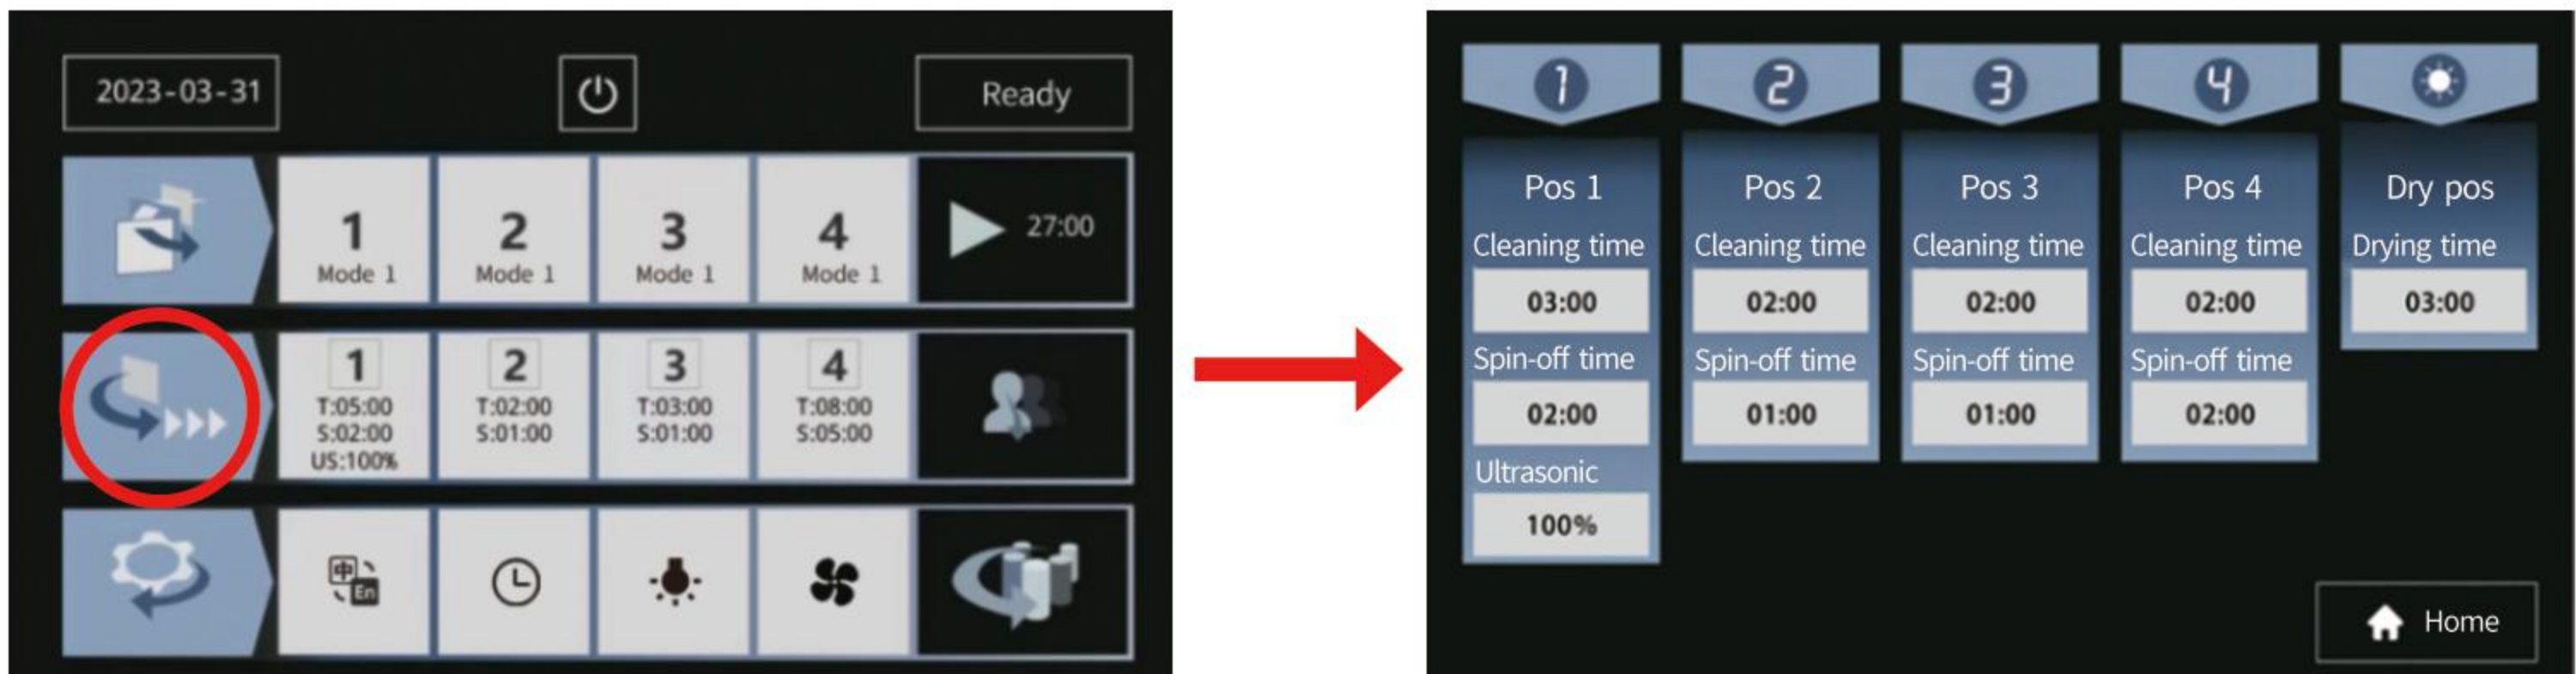 2023-03-31
Ready
1
Mode 1
2
Mode 1
3
Mode 1
4
Mode 1
27:00
1
T:05:00
S:02:00
US:100%
2
T:02:00
S:01:00
3
T:03:00
S:01:00
4
T:08:00
S:05:00
中
En
1
Pos 1
Cleaning time
03:00
Spin-off time
02:00
Ultrasonic
100%
2
Pos 2
Cleaning time
02:00
Spin-off time
01:00
3
Pos 3
Cleaning time
02:00
Spin-off time
01:00
4
Pos 4
Cleaning time
02:00
Spin-off time
02:00
Dry pos
Drying time
03:00
Home